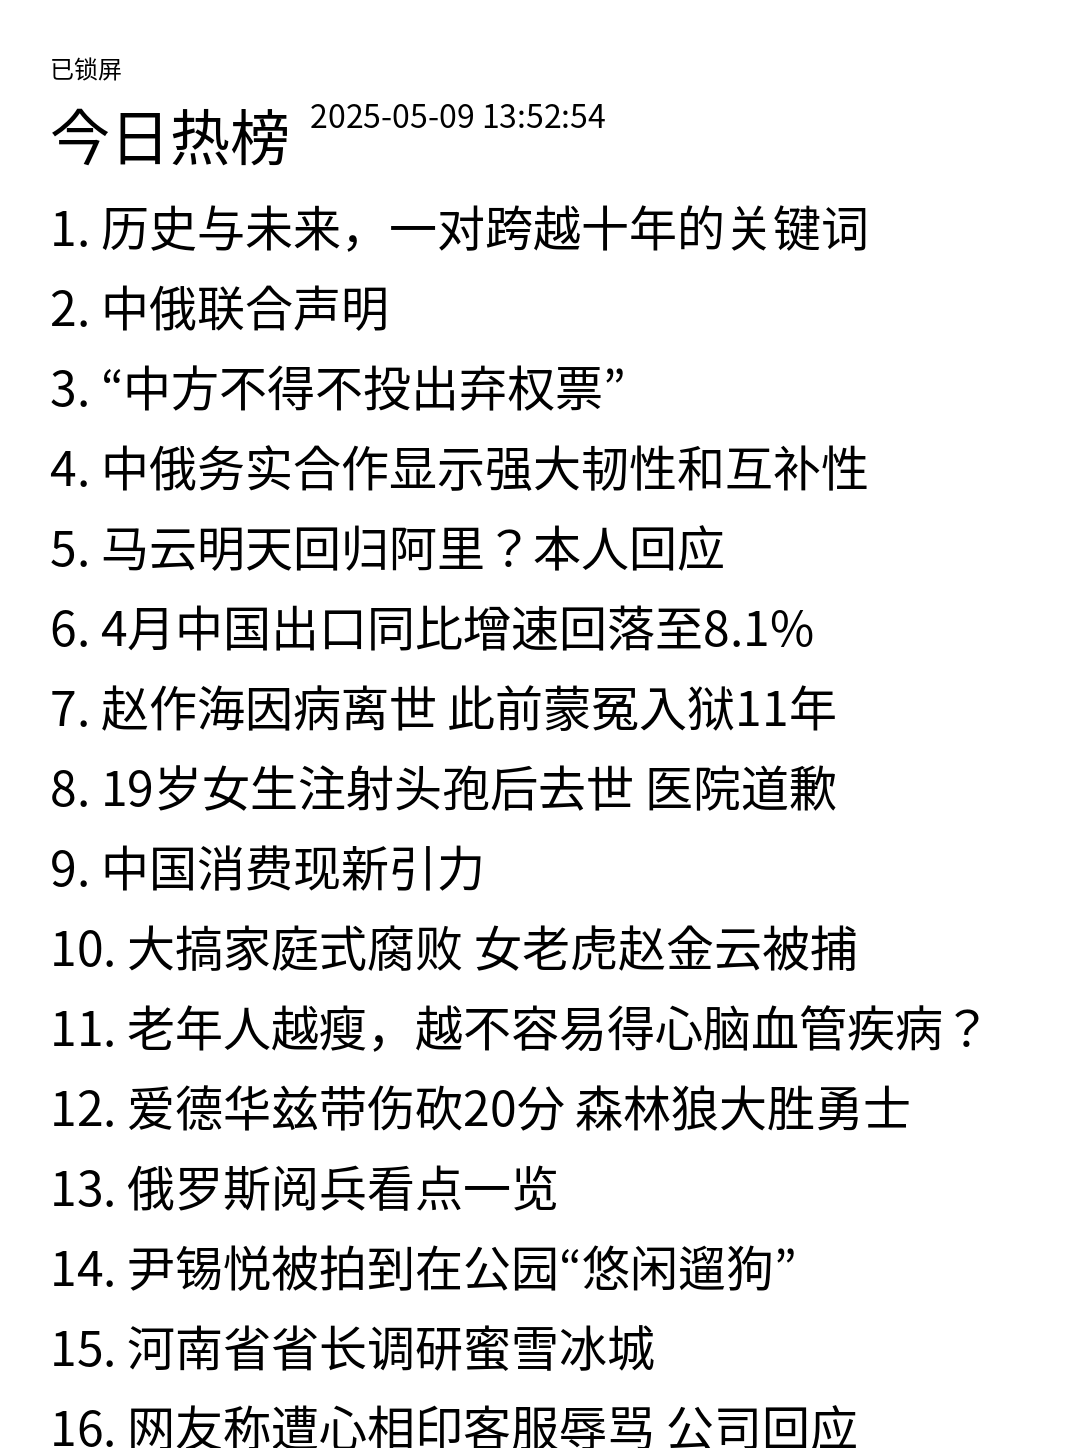 已锁屏
今日热榜 2025-05-09 13:52:54
1. 历史与未来，一对跨越十年的关键词
2. 中俄联合声明
3. “中方不得不投出弃权票”
4. 中俄务实合作显示强大韧性和互补性
5. 马云明天回归阿里？本人回应
6. 4月中国出口同比增速回落至8.1%
7. 赵作海因病离世 此前蒙冤入狱11年
8. 19岁女生注射头孢后去世 医院道歉
9. 中国消费现新引力
10. 大搞家庭式腐败 女老虎赵金云被捕
11. 老年人越瘦，越不容易得心脑血管疾病？
12. 爱德华兹带伤砍20分 森林狼大胜勇士
13. 俄罗斯阅兵看点一览
14. 尹锡悦被拍到在公园“悠闲遛狗”
15. 河南省省长调研蜜雪冰城
16. 网友称遭心相印客服辱骂 公司回应